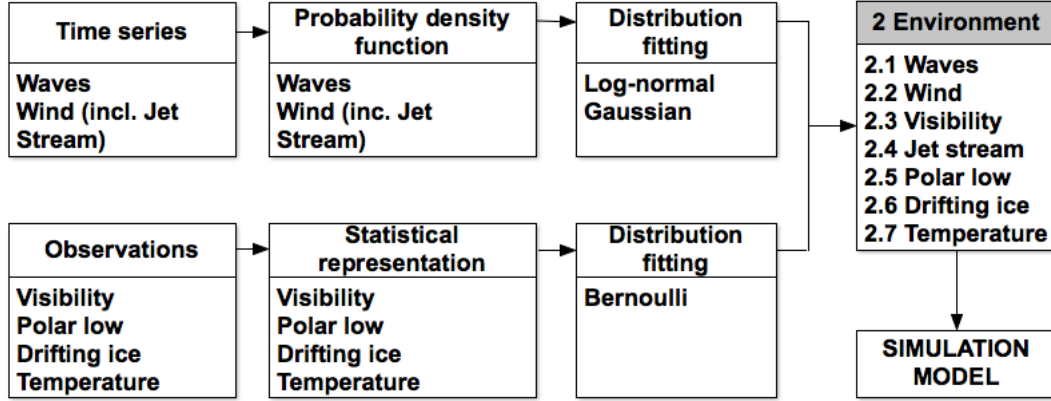 Time series
Waves
Wind (incl. Jet
Stream)
Probability density
function
Waves
Wind (inc. Jet
Stream)
Distribution
fitting
Log-normal
Gaussian
2 Environment
2.1 Waves
2.2 Wind
2.3 Visibility
2.4 Jet stream
2.5 Polar low
2.6 Drifting ice
2.7 Temperature
Observations
Visibility
Polar low
Drifting ice
Temperature
Statistical
representation
Visibility
Polar low
Drifting ice
Temperature
Distribution
fitting
Bernoulli
SIMULATION
MODEL